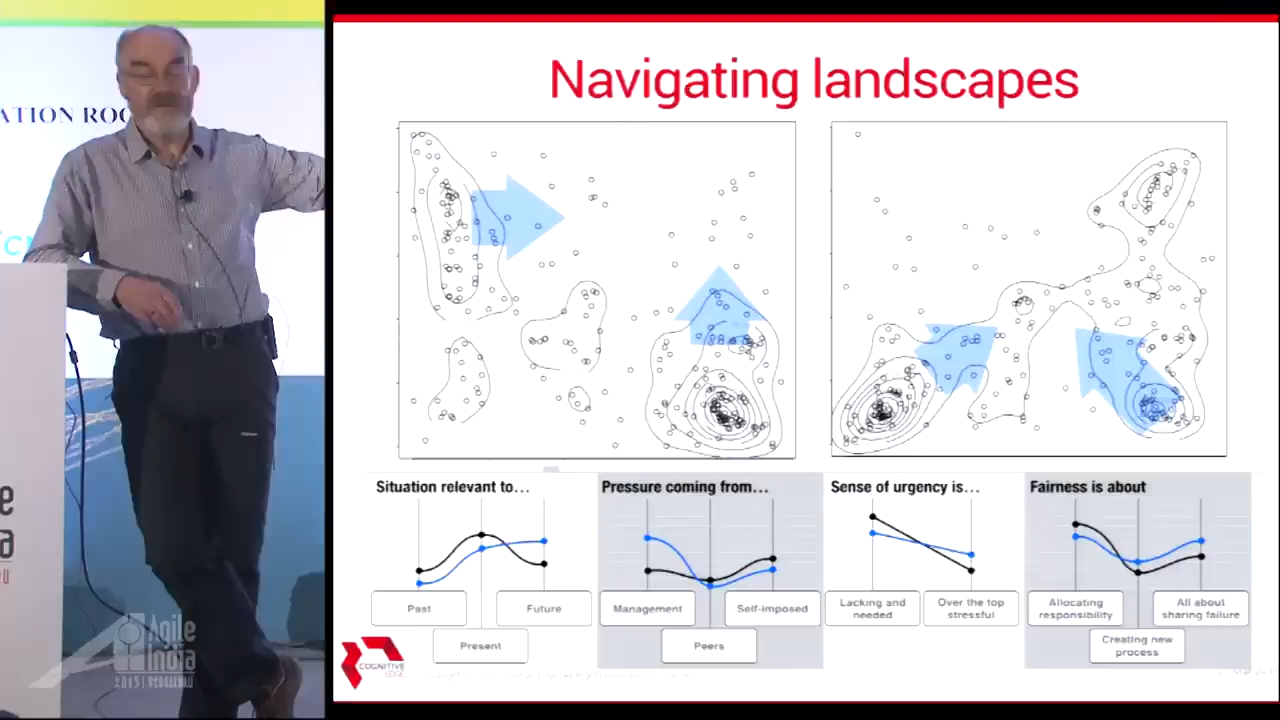 ATION ROO
Navigating landscapes
Situation relevant to...
Pressure coming from...
Sense of urgency is...
Fairness is about
Past
Future
Present
Management
Self-imposed
Peers
Lacking and
needed
Over the top
stressful
Allocating
responsibility
All about
sharing failure
Creating new
process
COGNITIVE
EDGE
Agile
India
2015 | BENGALURU